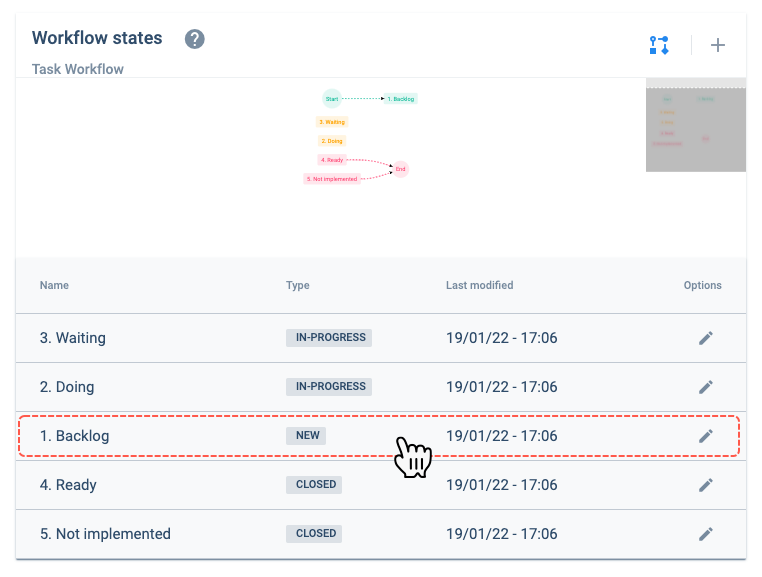 Workflow states ?
Task Workflow
Start 1. Backlog
3. Waiting
2. Doing
4. Ready
End
5. Not implemented
Name Type Last modified Options
3. Waiting IN-PROGRESS 19/01/22 - 17:06
2. Doing IN-PROGRESS 19/01/22 - 17:06
1. Backlog NEW 19/01/22 - 17:06
4. Ready CLOSED 19/01/22 - 17:06
5. Not implemented CLOSED 19/01/22 - 17:06